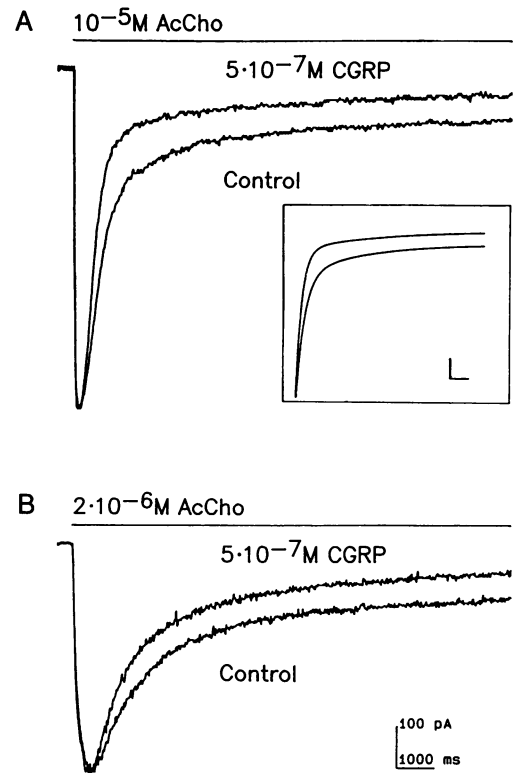 A
10⁻⁵M AcCho
5·10⁻⁷M CGRP
Control
B
2·10⁻⁶M AcCho
5·10⁻⁷M CGRP
Control
100 pA
1000 ms